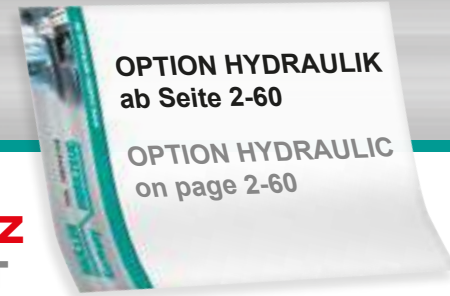 OPTION HYDRAULIK
ab Seite 2-60
OPTION HYDRAULIC
on page 2-60
z